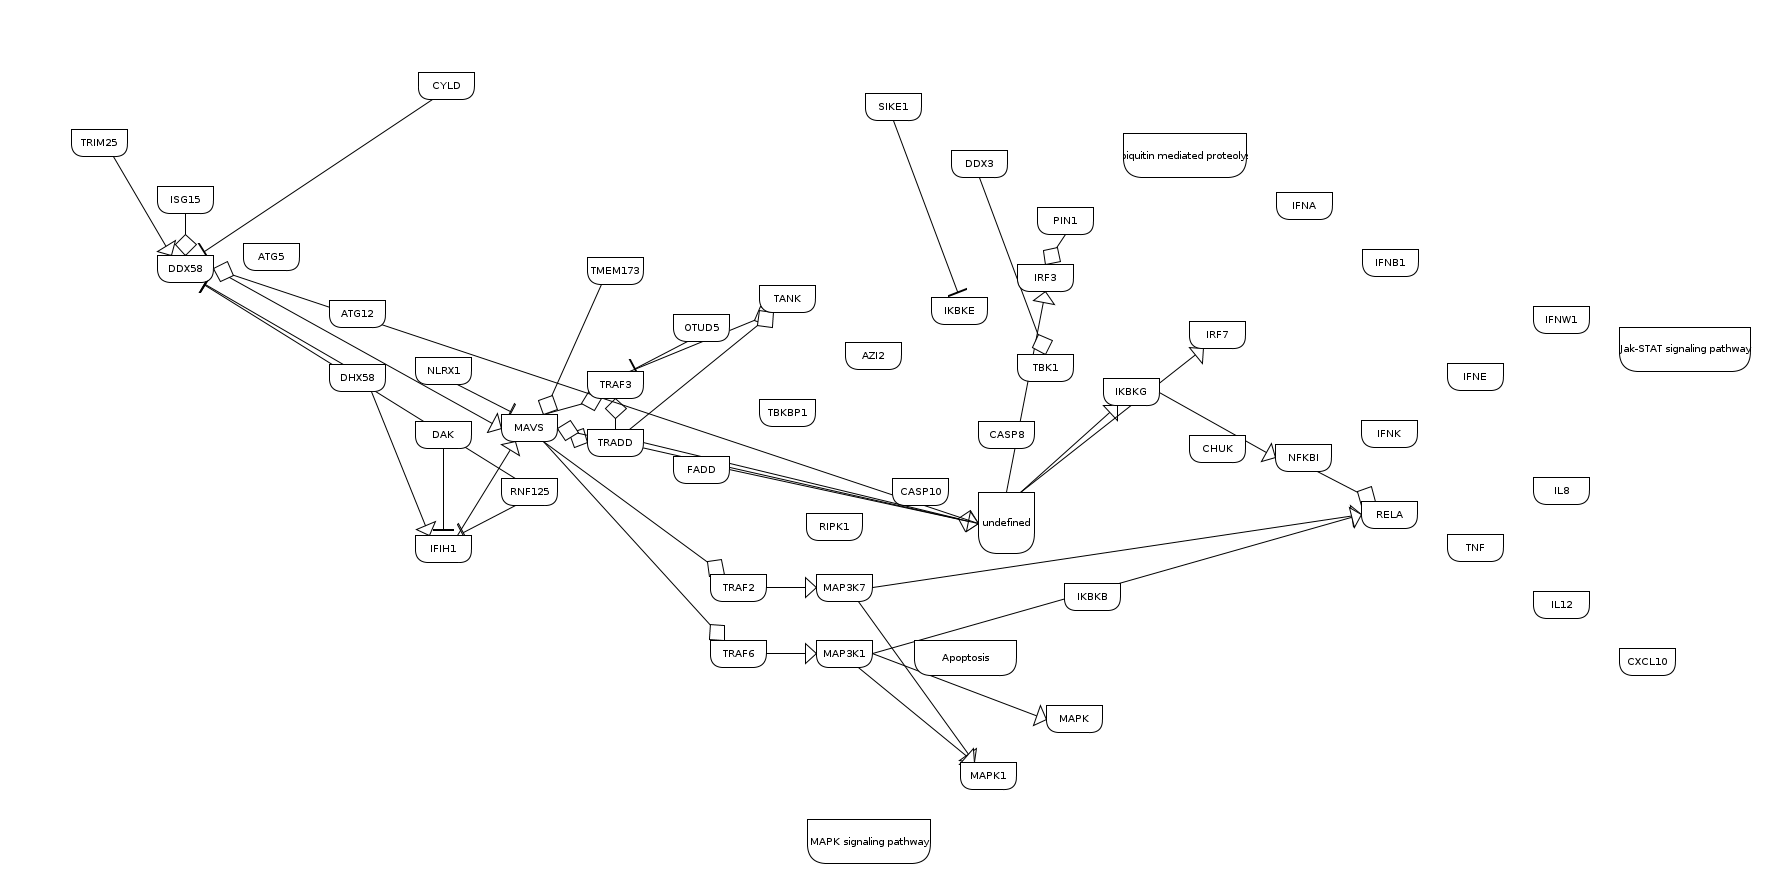 CYLD
SIKE1
TRIM25
biquitin mediated proteolys
DDX3
ISG15
IFNA
PIN1
ATG5
IFNB1
DDX58
TMEM173
IRF3
TANK
IKBKE
ATG12
IFNW1
OTUD5
IRF7
Jak-STAT signaling pathway
AZI2
TBK1
NLRX1
DHX58
IFNE
TRAF3
IKBKG
TBKBP1
MAVS
DAK
CASP8
IFNK
TRADD
CHUK
NFKBI
FADD
RNF125
CASP10
IL8
RELA
undefined
RIPK1
IFIH1
TNF
TRAF2
MAP3K7
IKBKB
IL12
TRAF6
MAP3K1
Apoptosis
CXCL10
MAPK
MAPK1
MAPK signaling pathway